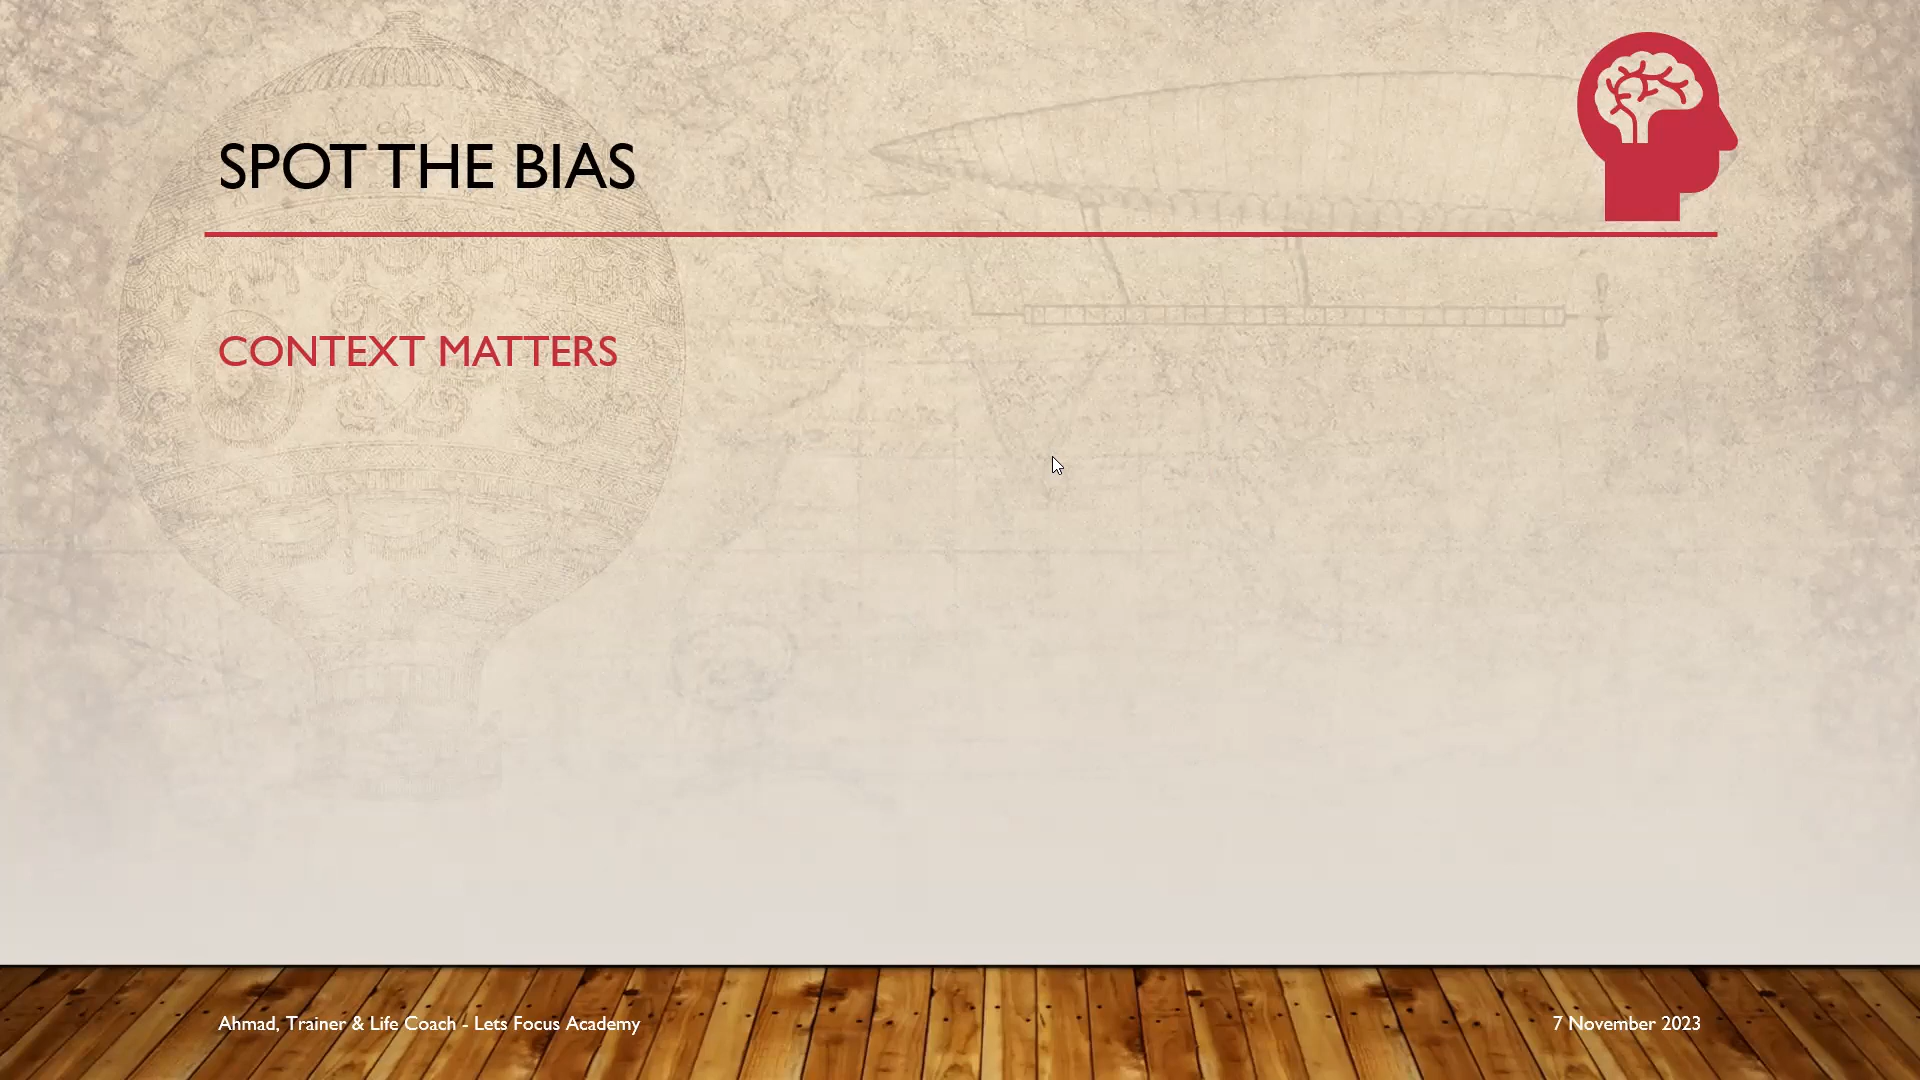 SPOT THE BIAS
CONTEXT MATTERS
Ahmad, Trainer & Life Coach - Lets Focus Academy
7 November 2023